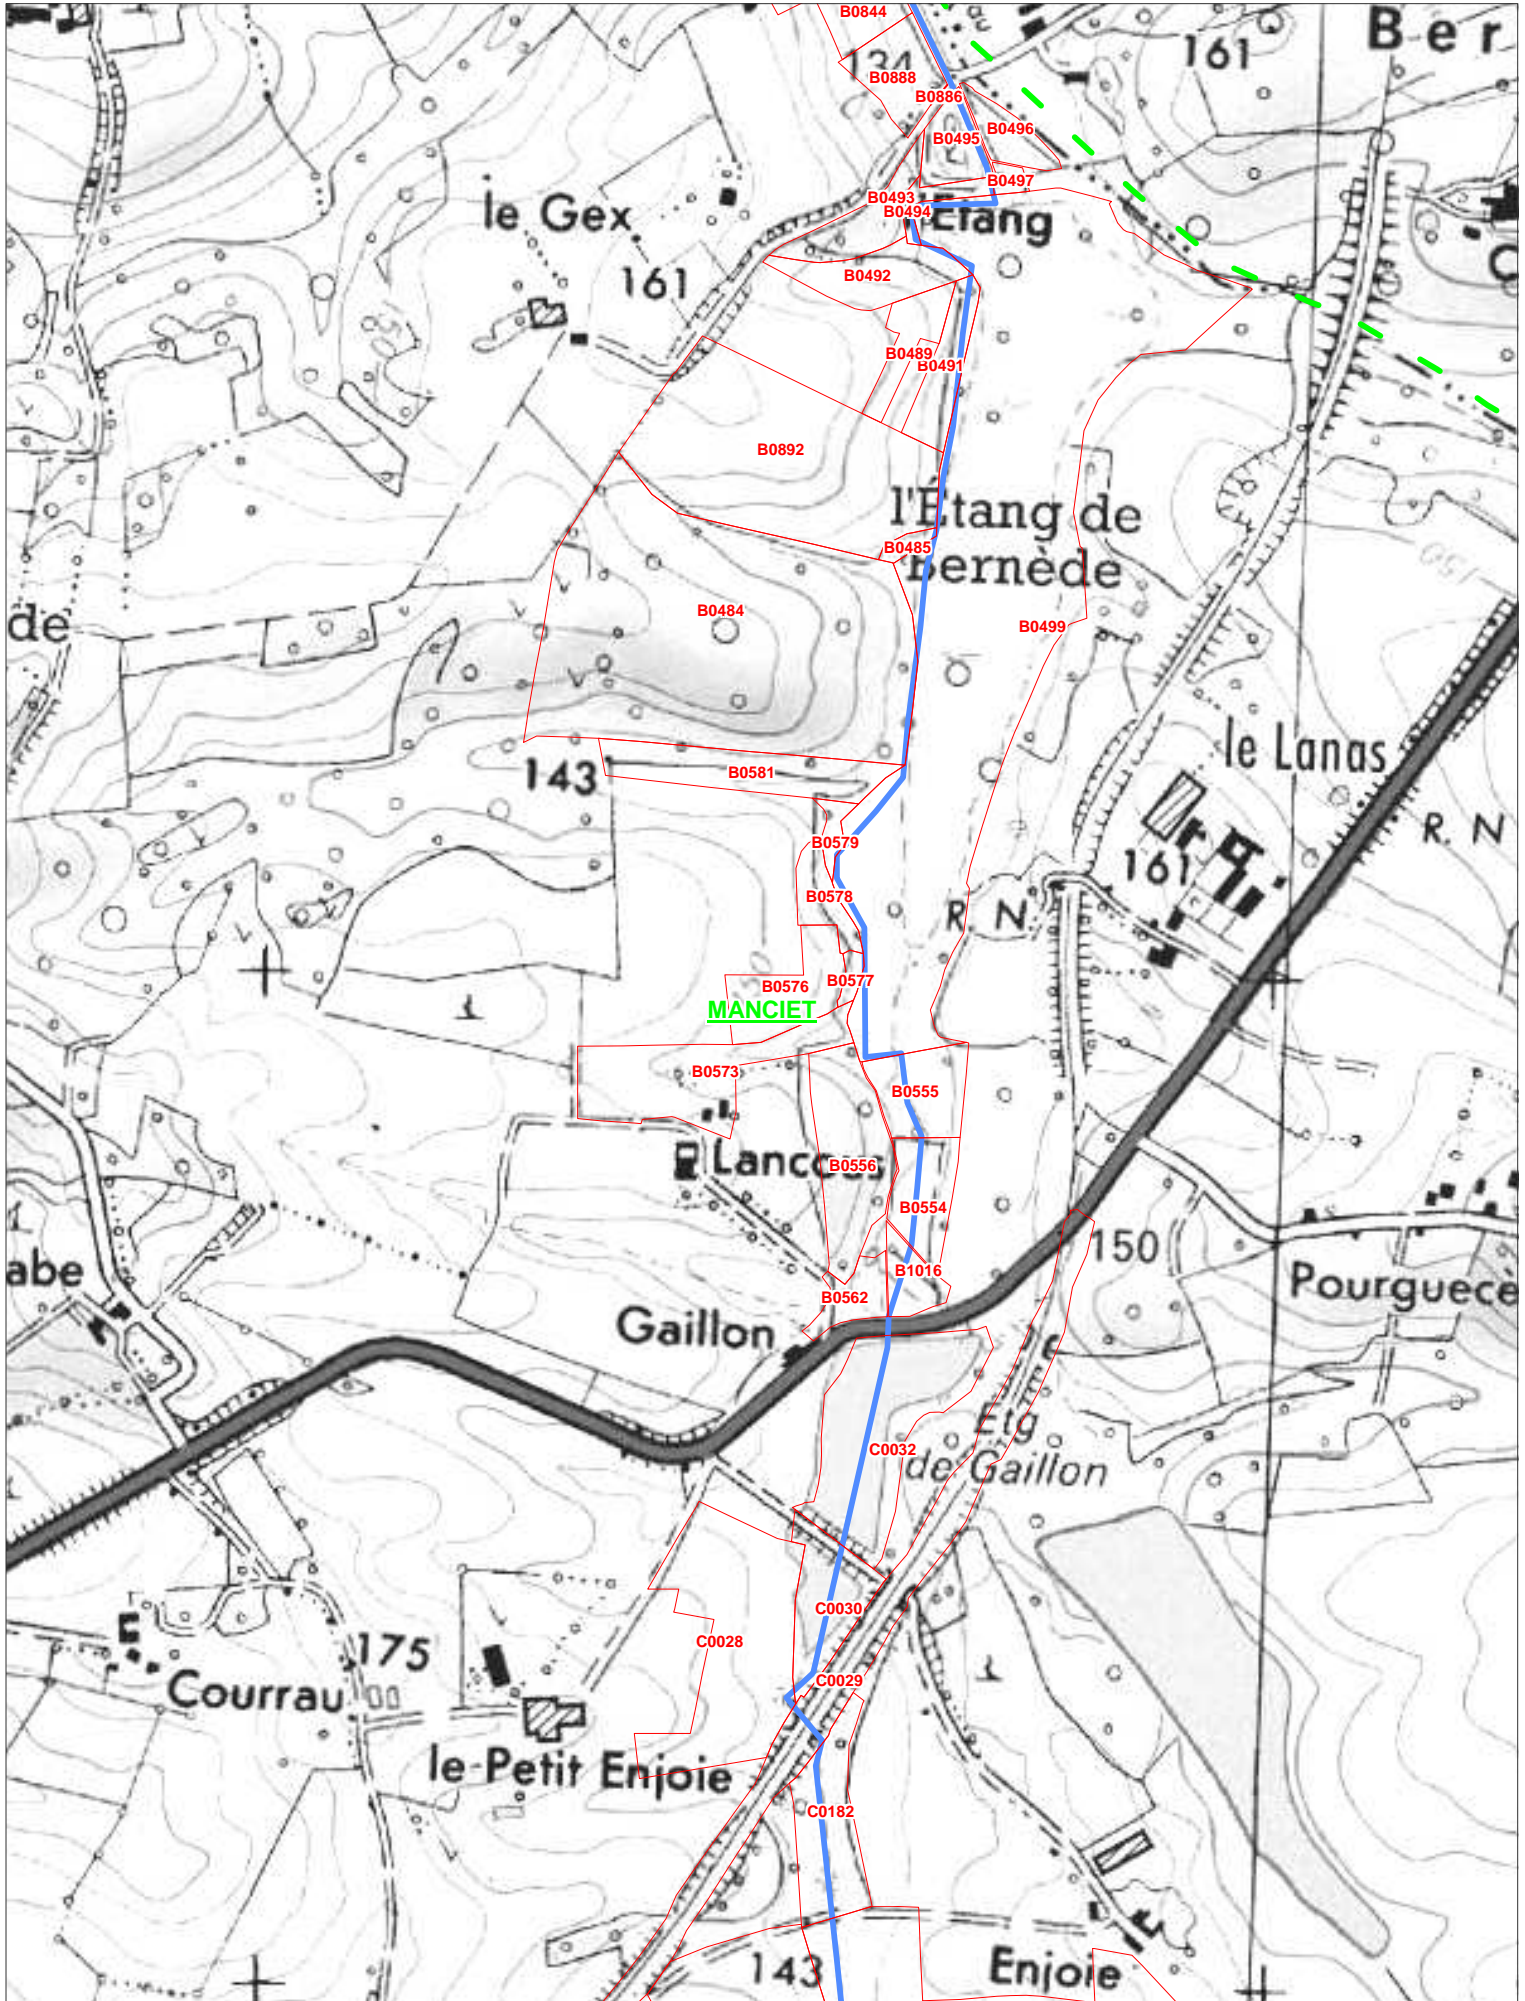 B0844
Ber
161
134
B0888
B0886
B0496
B0495
B0497
B0493
B0494
l'Étang
le Gex
161
B0492
B0489
B0491
B0892
l'Étang de
Bernède
B0485
B0484
B0499
de
143
B0581
le Lanas
R. N
B0579
161
B0578
R N
B0576
B0577
MANCIET
B0573
B0555
Lancous
B0556
B0554
150
abe
B1016
Pourguece
B0562
Gaillon
Etg
de Gaillon
C0032
C0030
C0028
175
C0029
Courrau
le Petit Enjoie
C0182
143
Enjoie